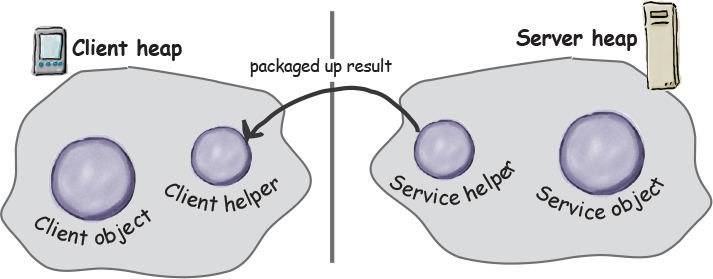 Client heap
Server heap
packaged up result
Client object
Client helper
Service helper
Service object